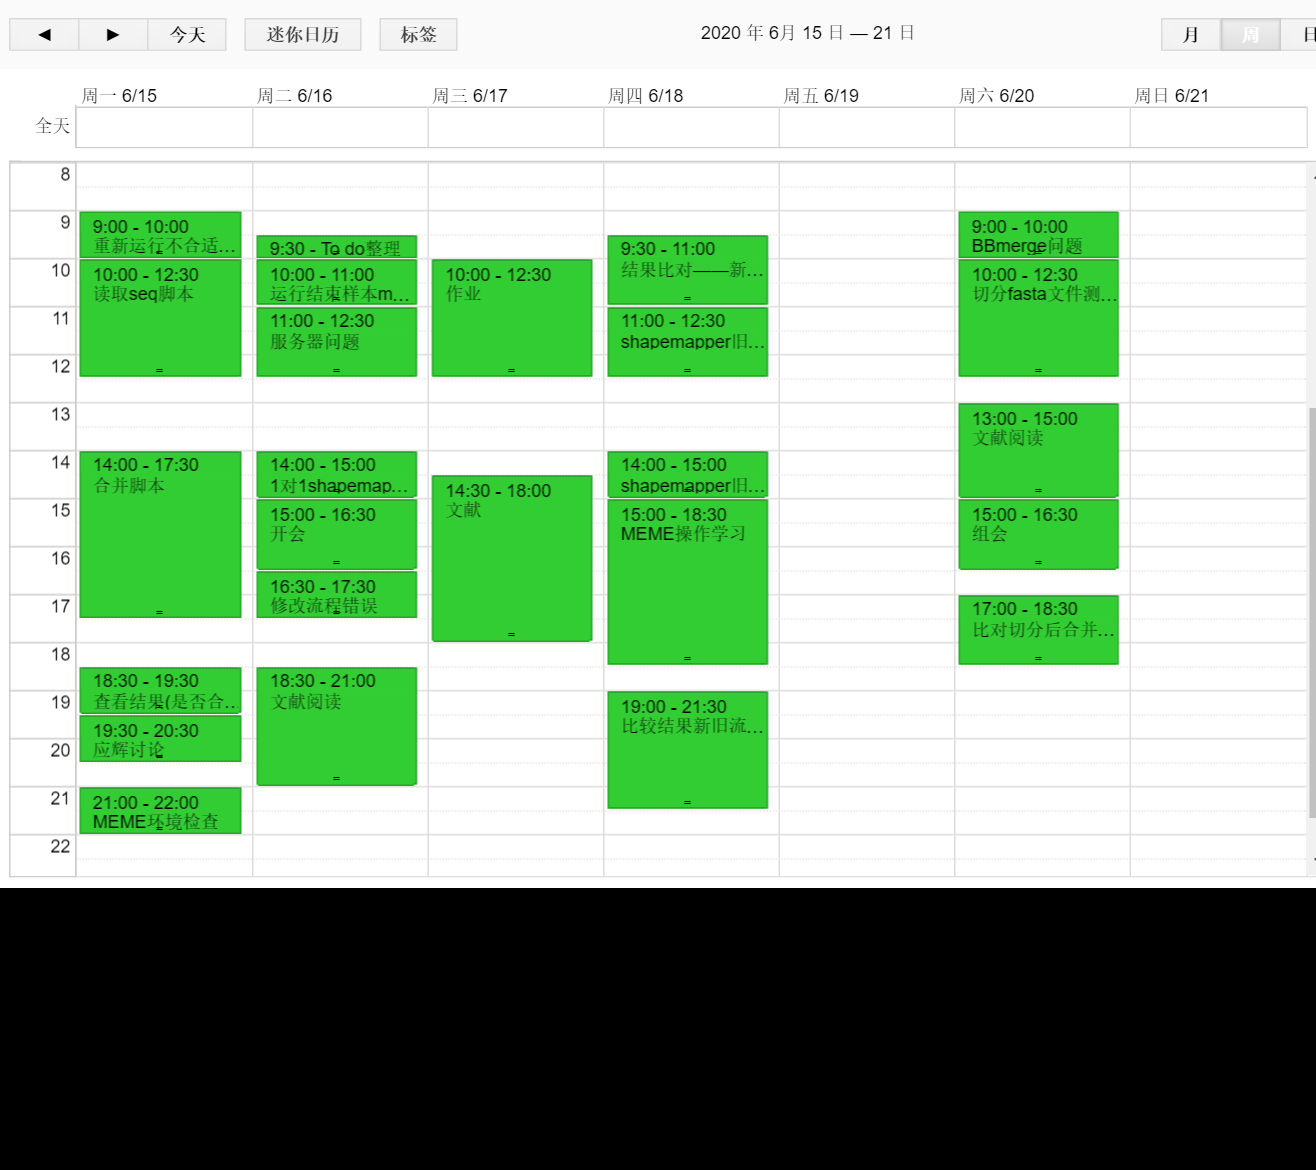 ◀ ▶ 今天 迷你日历 标签 2020 年 6月 15 日 — 21 日 月 周 日
周一 6/15 周二 6/16 周三 6/17 周四 6/18 周五 6/19 周六 6/20 周日 6/21
全天
8
9
10
11
12
13
14
15
16
17
18
19
20
21
22
9:00 - 10:00
重新运行不合适…
10:00 - 12:30
读取seq脚本
14:00 - 17:30
合并脚本
18:30 - 19:30
查看结果(是否合…
19:30 - 20:30
应辉讨论
21:00 - 22:00
MEME环境检查
9:30 - To do整理
10:00 - 11:00
运行结束样本m…
11:00 - 12:30
服务器问题
14:00 - 15:00
1对1shapemap…
15:00 - 16:30
开会
16:30 - 17:30
修改流程错误
18:30 - 21:00
文献阅读
10:00 - 12:30
作业
14:30 - 18:00
文献
9:30 - 11:00
结果比对——新…
11:00 - 12:30
shapemapper旧…
14:00 - 15:00
shapemapper旧…
15:00 - 18:30
MEME操作学习
19:00 - 21:30
比较结果新旧流…
9:00 - 10:00
BBmerge问题
10:00 - 12:30
切分fasta文件测…
13:00 - 15:00
文献阅读
15:00 - 16:30
组会
17:00 - 18:30
比对切分后合并…